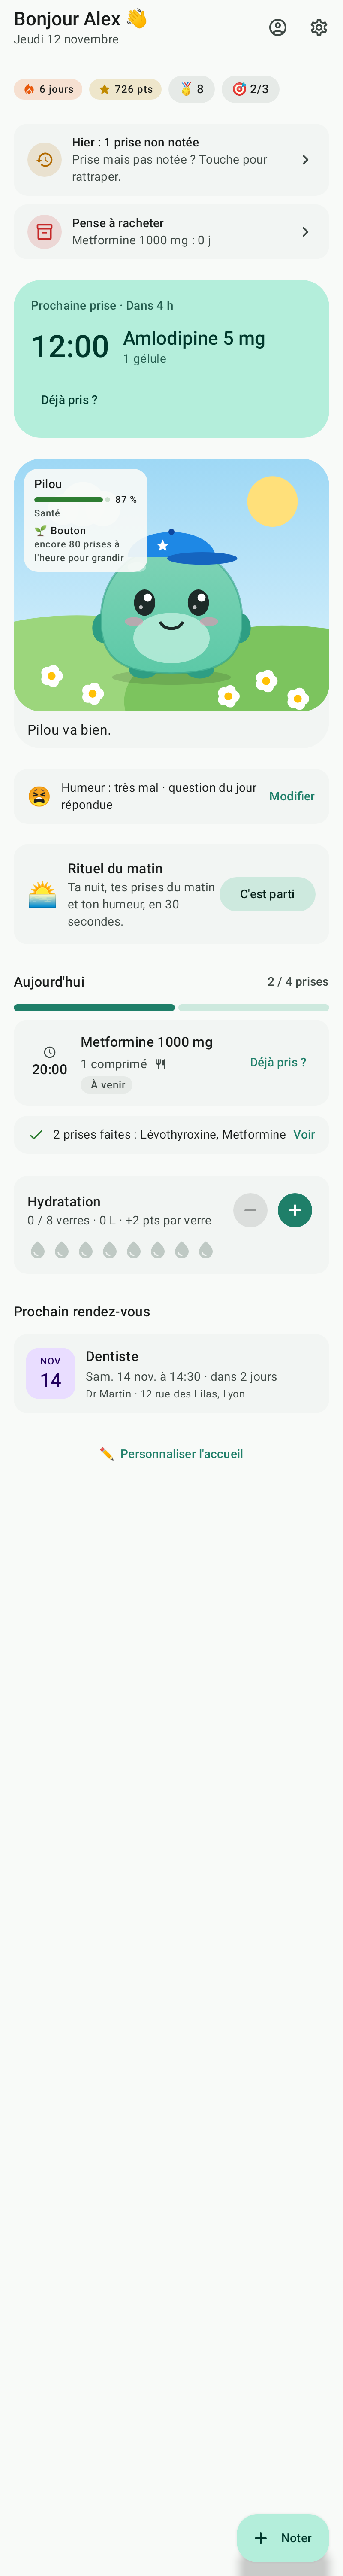 Bonjour Alex 👋
Jeudi 12 novembre
6 jours
726 pts
8
2/3
Hier : 1 prise non notée
Prise mais pas notée ? Touche pour
rattraper.
Pense à racheter
Metformine 1000 mg : 0 j
Prochaine prise · Dans 4 h
12:00
Amlodipine 5 mg
1 gélule
Déjà pris ?
Pilou
87 %
Santé
🌱 Bouton
encore 80 prises à
l'heure pour grandir
Pilou va bien.
Humeur : très mal · question du jour
répondue
Modifier
Rituel du matin
Ta nuit, tes prises du matin
et ton humeur, en 30
secondes.
C'est parti
Aujourd'hui
2 / 4 prises
Metformine 1000 mg
20:00
1 comprimé
À venir
Déjà pris ?
2 prises faites : Lévothyroxine, Metformine
Voir
Hydratation
0 / 8 verres · 0 L · +2 pts par verre
Prochain rendez-vous
NOV
14
Dentiste
Sam. 14 nov. à 14:30 · dans 2 jours
Dr Martin · 12 rue des Lilas, Lyon
✏️ Personnaliser l'accueil
+ Noter